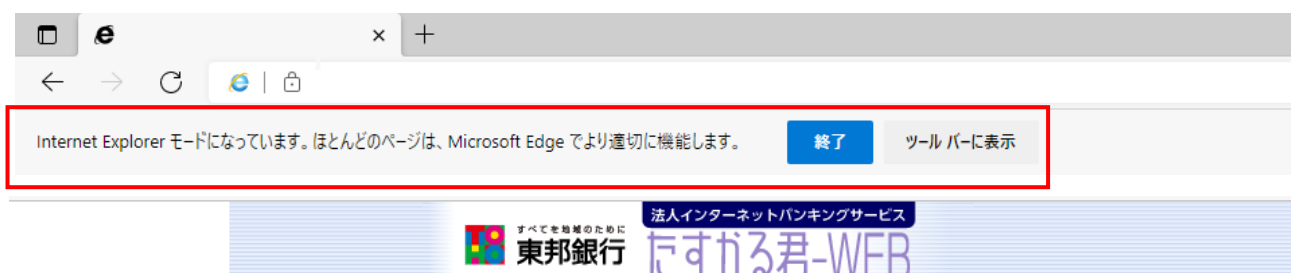 Internet Explorer モードになっています。ほとんどのページは、Microsoft Edge でより適切に機能します。 終了 ツール バーに表示
法人インターネットバンキングサービス
すべてを地域のために
東邦銀行 たすかる君-WEB